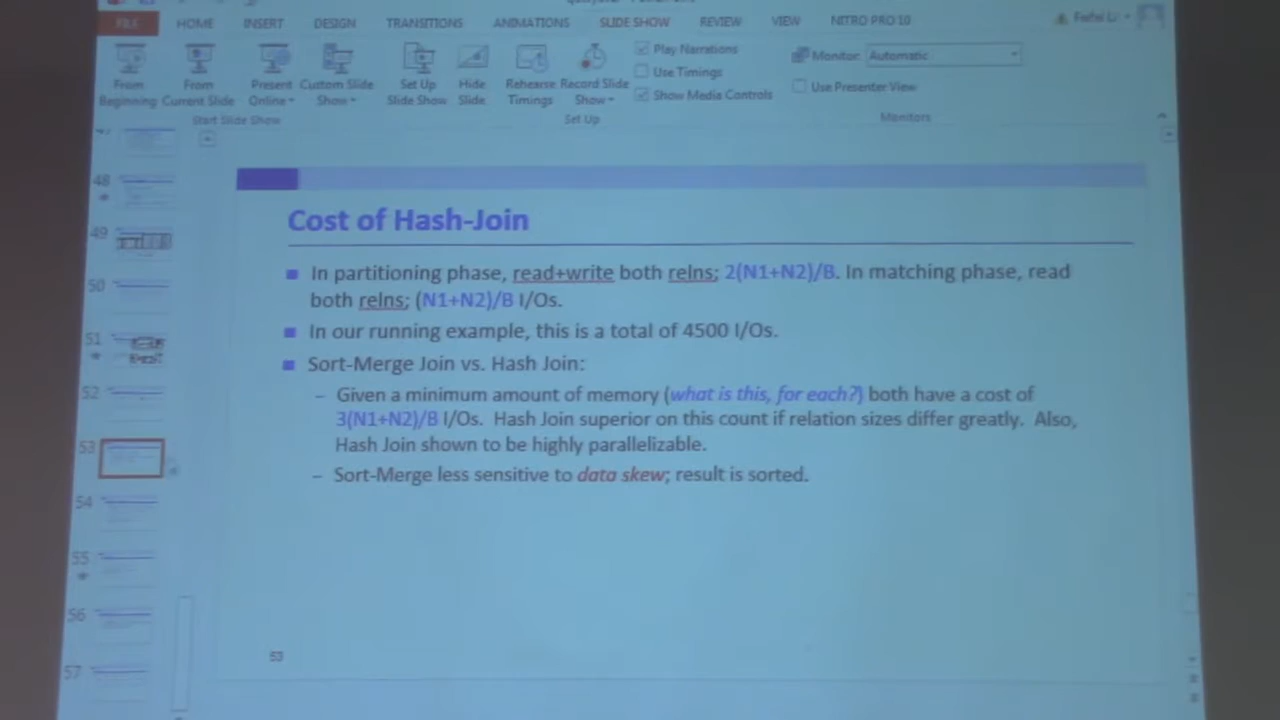 FILE HOME INSERT DESIGN TRANSITIONS ANIMATIONS SLIDE SHOW REVIEW VIEW NITRO PRO 10
Feifei Li
From Beginning
From Current Slide
Present Online
Custom Slide Show
Set Up Slide Show
Hide Slide
Rehearse Timings
Record Slide Show
Play Narrations
Use Timings
Show Media Controls
Monitor: Automatic
Use Presenter View
Start Slide Show
Set Up
Monitors
48
49
50
51
52
53
54
55
56
57
Cost of Hash-Join
In partitioning phase, read+write both relns; 2(N1+N2)/B. In matching phase, read
both relns; (N1+N2)/B I/Os.
In our running example, this is a total of 4500 I/Os.
Sort-Merge Join vs. Hash Join:
– Given a minimum amount of memory (what is this, for each?) both have a cost of
3(N1+N2)/B I/Os. Hash Join superior on this count if relation sizes differ greatly. Also,
Hash Join shown to be highly parallelizable.
– Sort-Merge less sensitive to data skew; result is sorted.
53